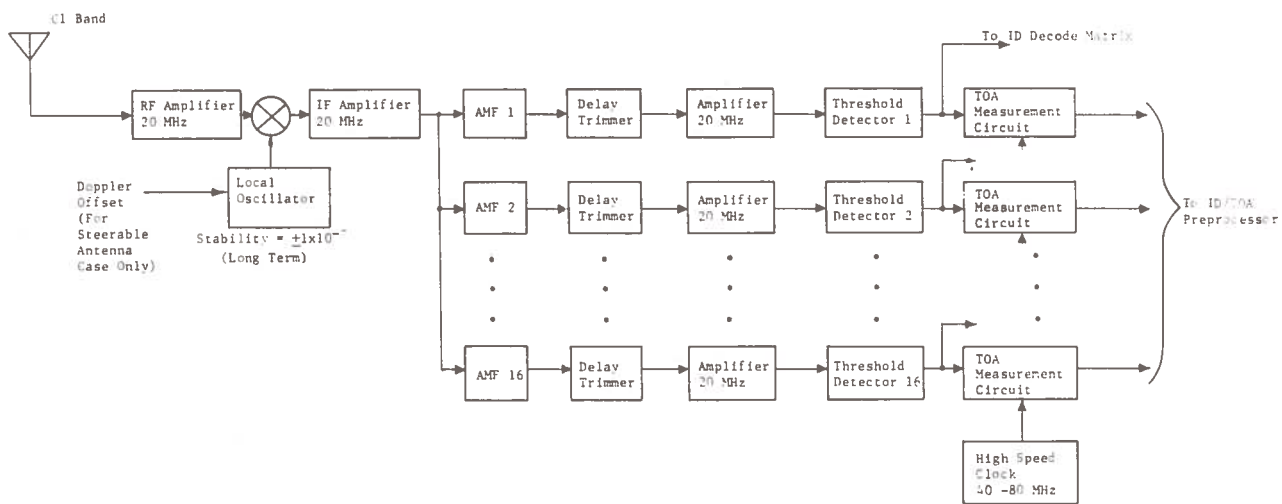 C1 Band
To ID Decode Matrix
RF Amplifier
20 MHz
IF Amplifier
20 MHz
AMF 1
Delay
Trimmer
Amplifier
20 MHz
Threshold
Detector 1
TOA
Measurement
Circuit
Doppler
Offset
(For
Steerable
Antenna
Case Only)
Local
Oscillator
Stability = ±1x10
(Long Term)
AMF 2
Delay
Trimmer
Amplifier
20 MHz
Threshold
Detector 2
TOA
Measurement
Circuit
To ID/TOA
Preprocesser
AMF 16
Delay
Trimmer
Amplifier
20 MHz
Threshold
Detector 16
TOA
Measurement
Circuit
High Speed
Clock
40 -80 MHz